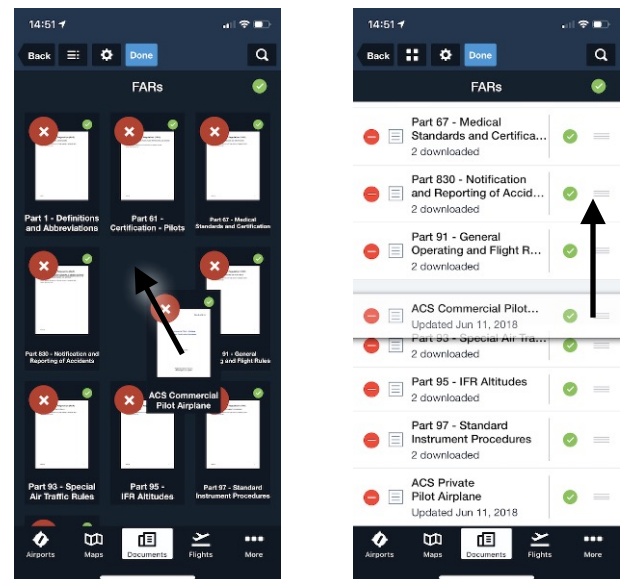 14:51
Back
Done
FARs
Part 1 - Definitions
and Abbreviations
Part 61 -
Certification - Pilots
Part 67 - Medical
Standards and Certification
Part 830 - Notification and
Reporting of Accidents
91 - General
and Flight Rules
ACS Commercial
Pilot Airplane
Part 93 - Special
Air Traffic Rules
Part 95 -
IFR Altitudes
Part 97 - Standard
Instrument Procedures
Airports
Maps
Documents
Flights
More
14:51
Back
Done
FARs
Part 67 - Medical
Standards and Certifica...
2 downloaded
Part 830 - Notification
and Reporting of Accid...
2 downloaded
Part 91 - General
Operating and Flight R...
2 downloaded
ACS Commercial Pilot...
Updated Jun 11, 2018
Part 93 - Special Air Tra...
2 downloaded
Part 95 - IFR Altitudes
2 downloaded
Part 97 - Standard
Instrument Procedures
2 downloaded
ACS Private
Pilot Airplane
Updated Jun 11, 2018
Airports
Maps
Documents
Flights
More